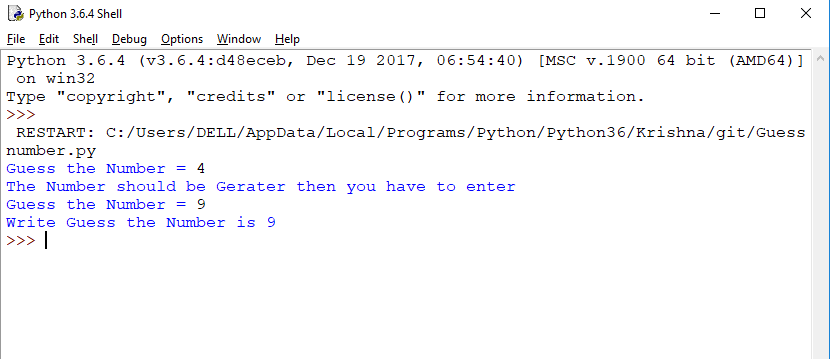 Python 3.6.4 Shell
File Edit Shell Debug Options Window Help
Python 3.6.4 (v3.6.4:d48eceb, Dec 19 2017, 06:54:40) [MSC v.1900 64 bit (AMD64)]
on win32
Type "copyright", "credits" or "license()" for more information.
>>>
RESTART: C:/Users/DELL/AppData/Local/Programs/Python/Python36/Krishna/git/Guess
number.py
Guess the Number = 4
The Number should be Gerater then you have to enter
Guess the Number = 9
Write Guess the Number is 9
>>>